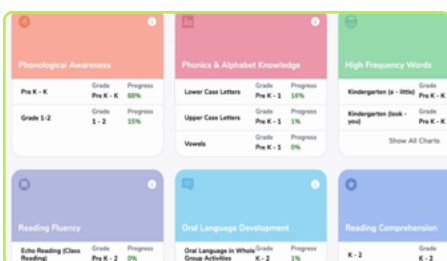 Phonological Awareness
Grade Progress
Pre K - K Pre K - K 68%
Grade Progress
Grade 1-2 1 - 2 15%
Phonics & Alphabet Knowledge
Grade Progress
Lower Case Letters Pre K - 1 16%
Grade Progress
Upper Case Letters Pre K - 1 1%
Grade Progress
Vowels Pre K - 1 0%
High Frequency Words
Grade
Kindergarten (a - little) Pre K - K
Grade
Kindergarten (look - you) Pre K - K
Show All Charts
Reading Fluency
Grade Progress
Echo Reading (Class Reading) Pre K - 2 0%
Oral Language Development
Grade Progress
Oral Language in Whole Group Activities K - 2 1%
Reading Comprehension
Grade
K - 2 K - 2